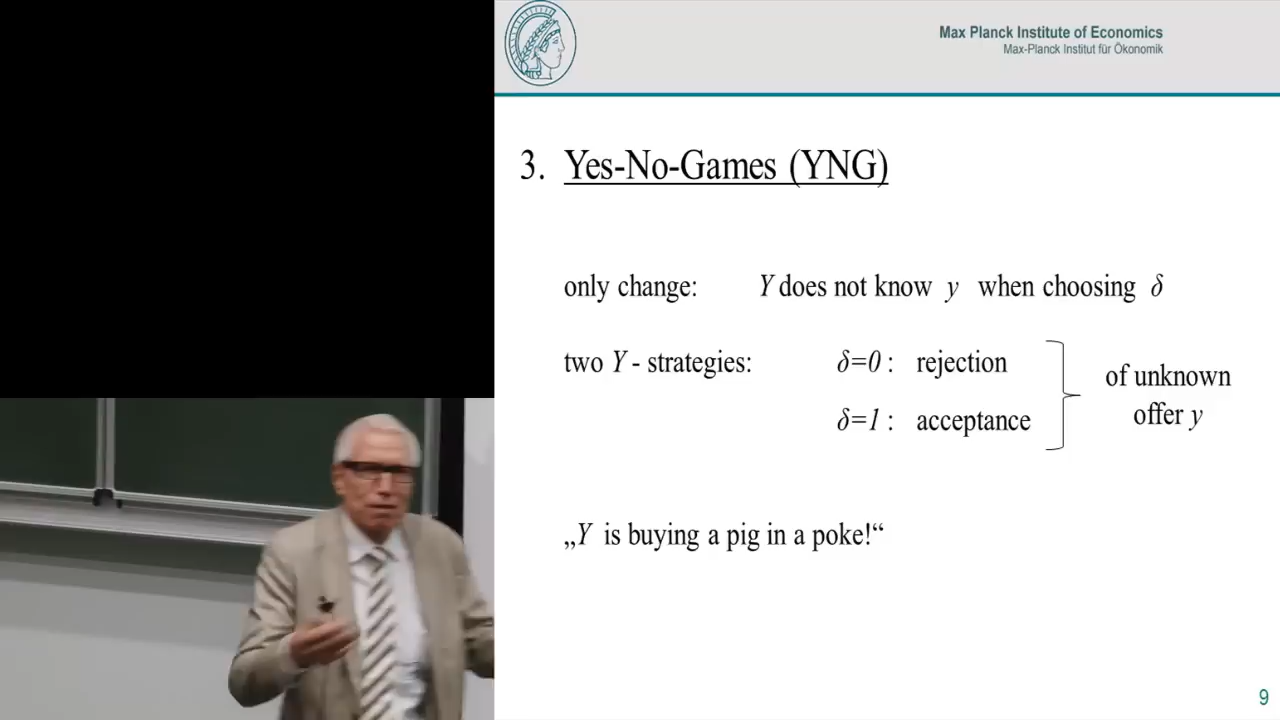 Max Planck Institute of Economics
Max-Planck Institut für Ökonomik
3. Yes-No-Games (YNG)
only change: Y does not know y when choosing δ
two Y - strategies: δ=0 : rejection
δ=1 : acceptance
of unknown
offer y
„Y is buying a pig in a poke!“
9